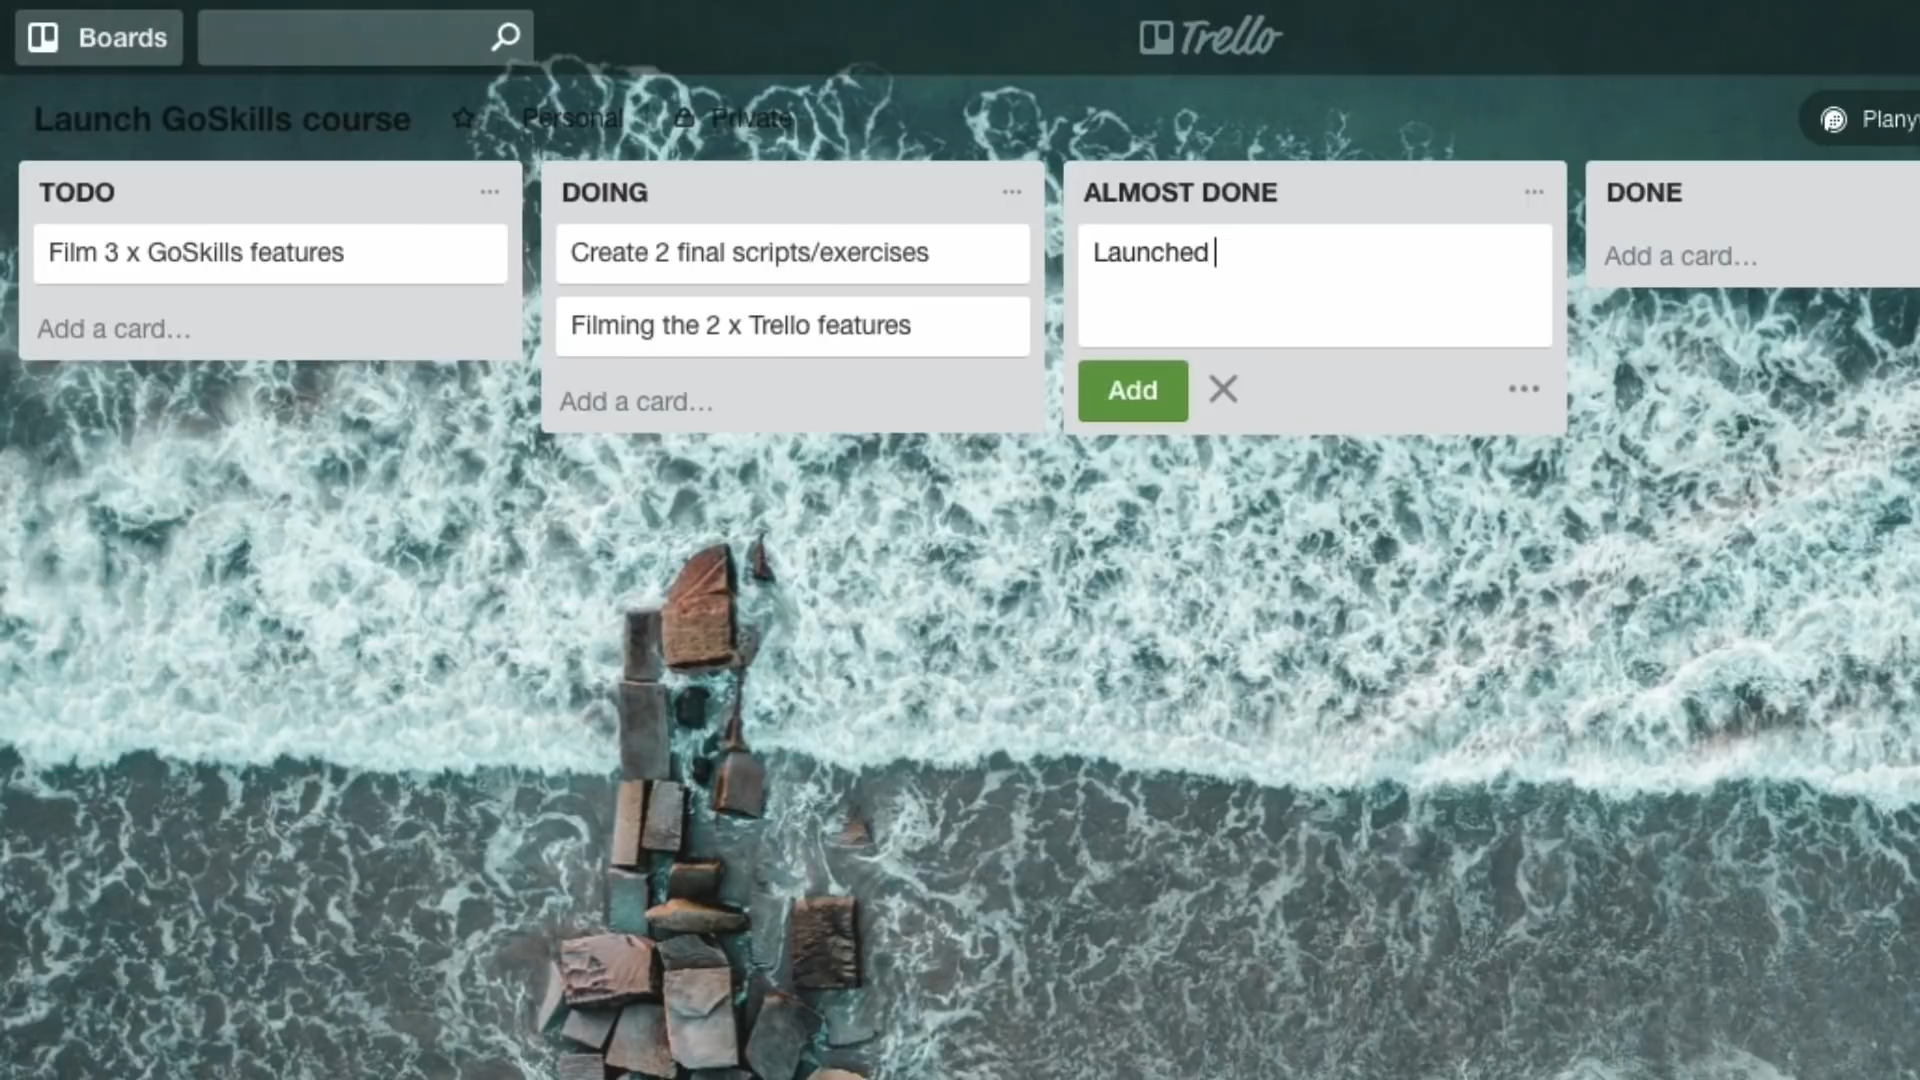 Boards
Trello
Launch GoSkills course
Personal
Private
TODO
Film 3 x GoSkills features
Add a card...
DOING
Create 2 final scripts/exercises
Filming the 2 x Trello features
Add a card...
ALMOST DONE
Launched
Add
DONE
Add a card...